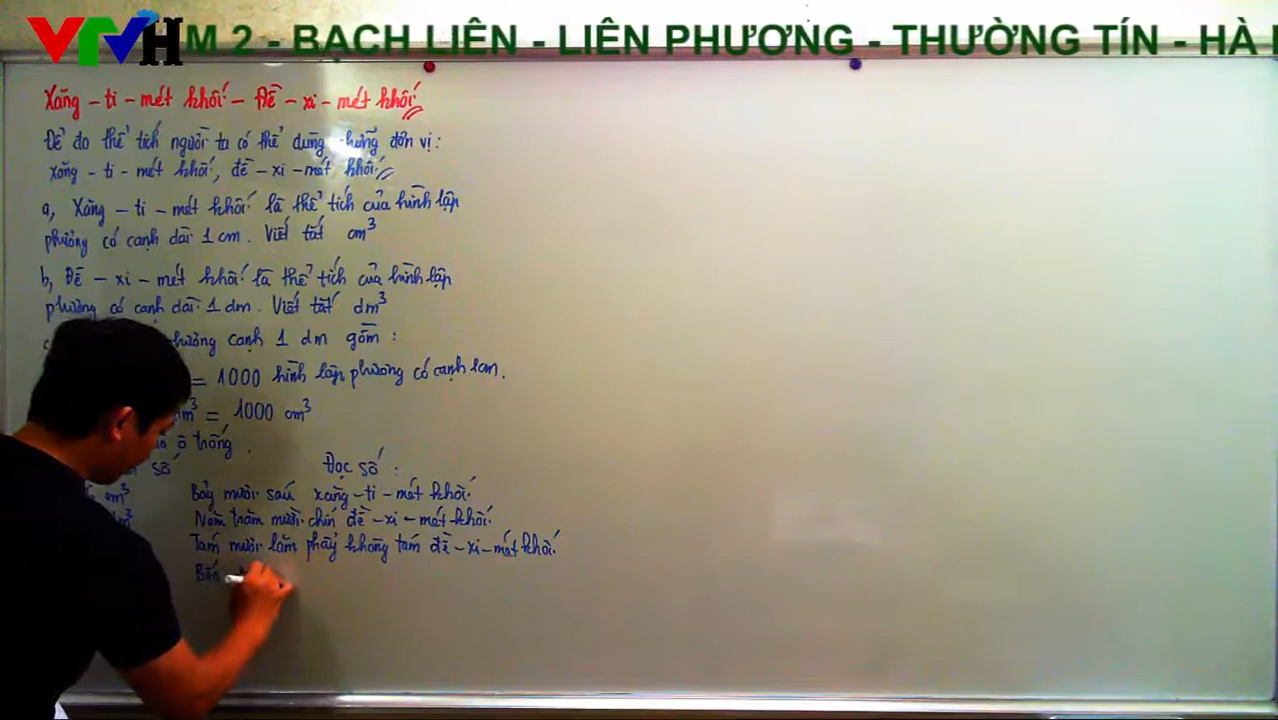 VTVH
M 2 - BẠCH LIÊN - LIÊN PHƯƠNG - THƯỜNG TÍN - HÀ
Xăng-ti-mét khối - Đề-xi-mét khối
Để đo thể tích người ta có thể dùng những đơn vị:
xăng-ti-mét khối, đề-xi-mét khối
a, Xăng-ti-mét khối là thể tích của hình lập
phương có cạnh dài 1cm. Viết tắt cm³
b, Đề-xi-mét khối là thể tích của hình lập
phương có cạnh dài 1 dm. Viết tắt dm³
phương cạnh 1 dm gồm:
= 1000 hình lập phương có cạnh 1cm.
dm³ = 1000 cm³
ô trống.
số
Đọc số:
cm³
Bảy mươi sáu xăng-ti-mét khối
dm³
Năm trăm mười chín đề-xi-mét khối
Tám mươi lăm phẩy không tám đề-xi-mét khối
Bốn